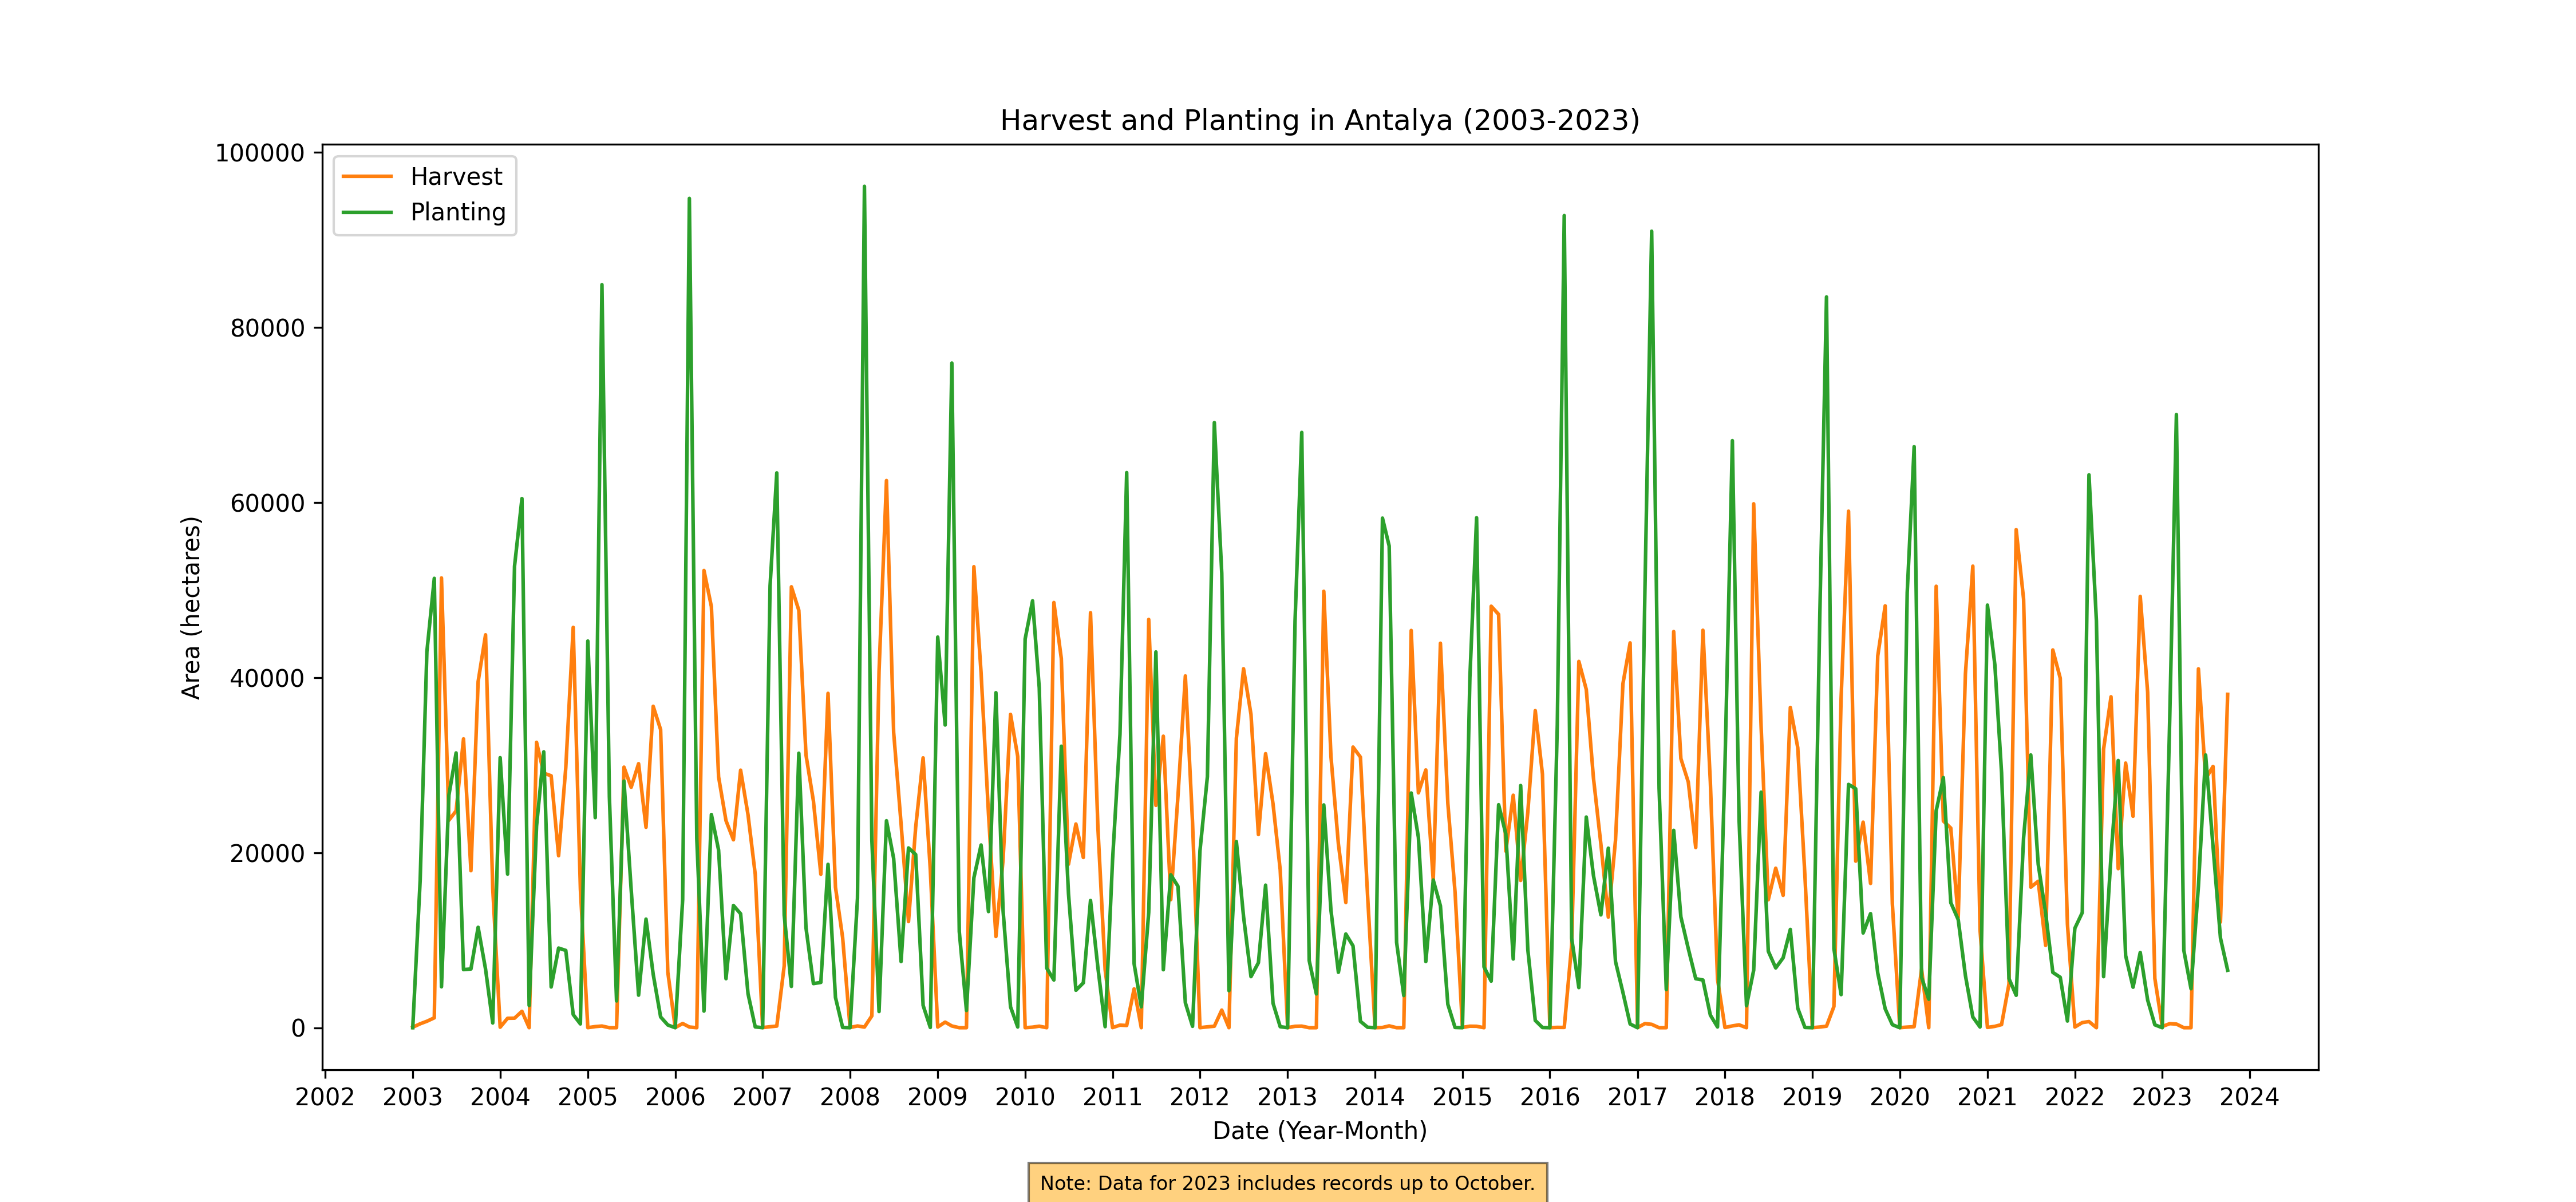 Harvest and Planting in Antalya (2003-2023)
100000
80000
60000
40000
20000
0
Area (hectares)
Harvest
Planting
2002 2003 2004 2005 2006 2007 2008 2009 2010 2011 2012 2013 2014 2015 2016 2017 2018 2019 2020 2021 2022 2023 2024
Date (Year-Month)
Note: Data for 2023 includes records up to October.